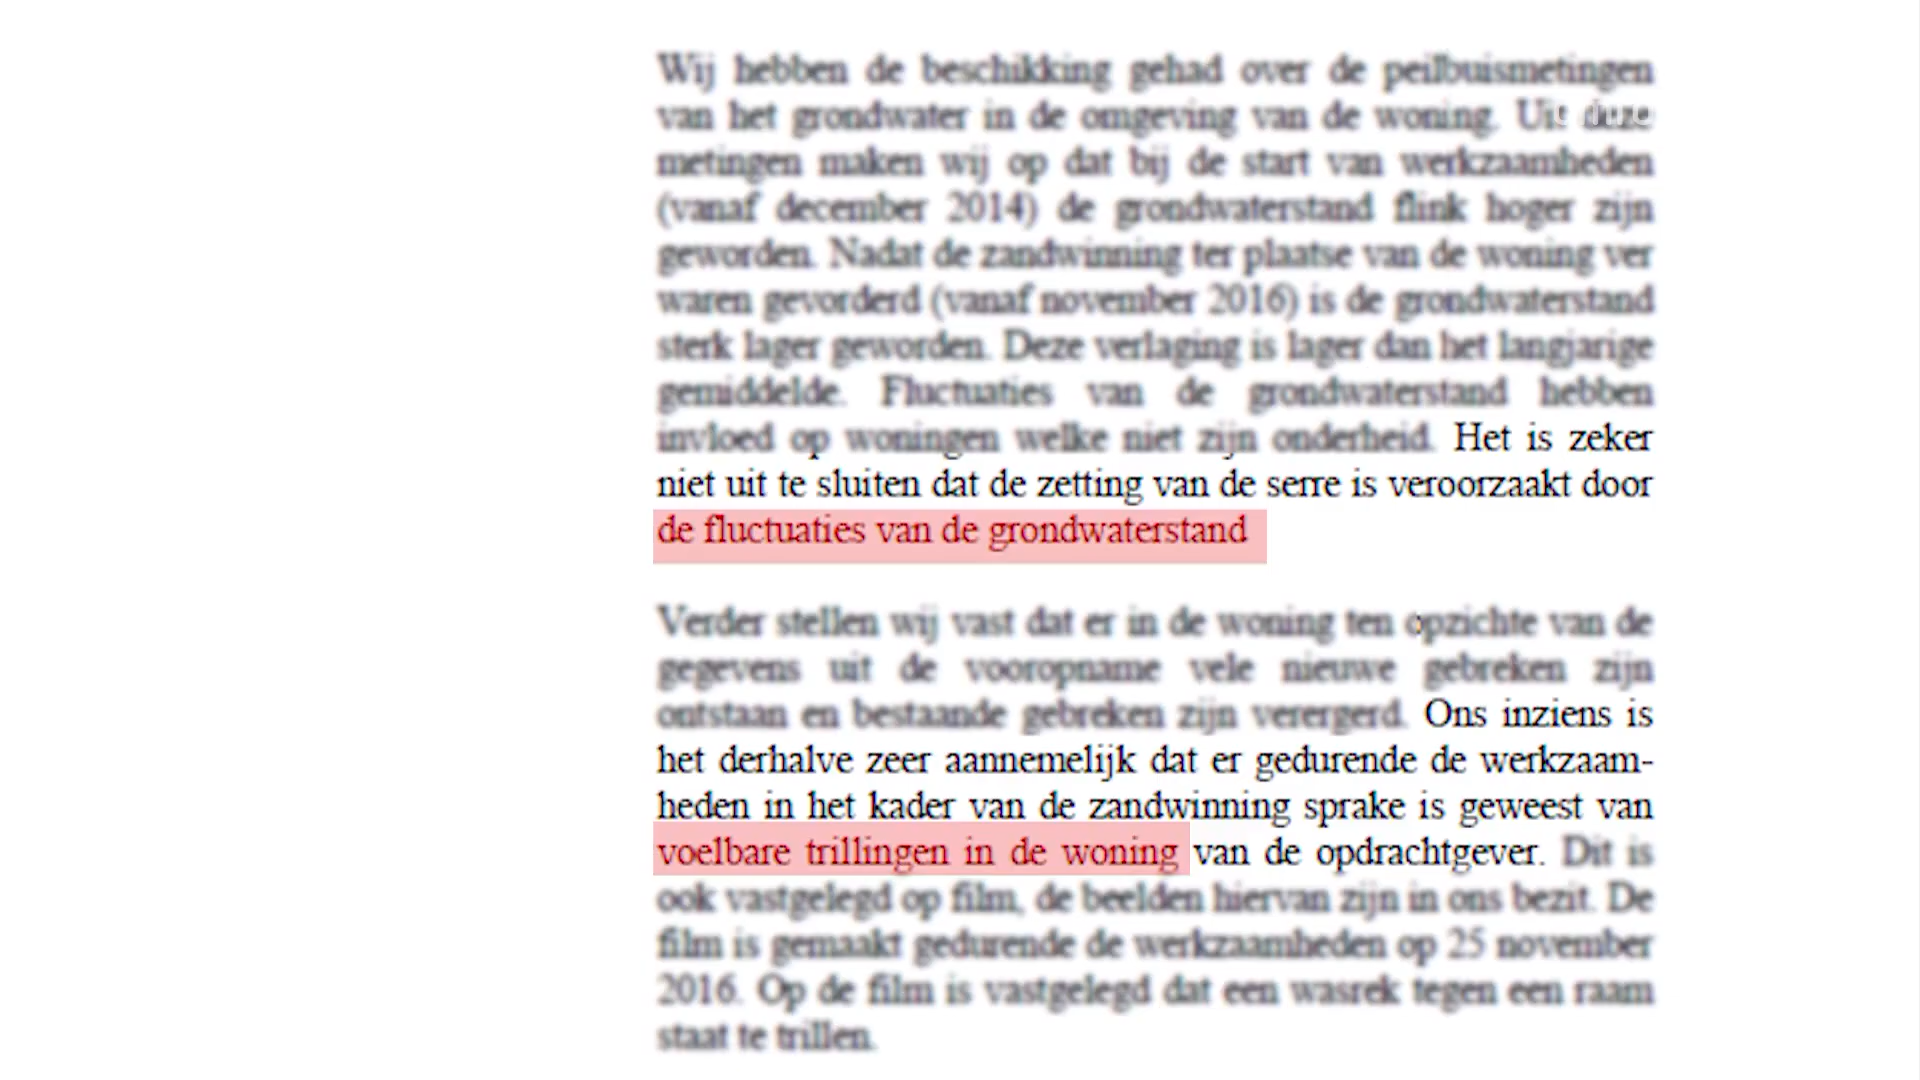 Wij hebben de beschikking gehad over de peilbuismetingen
van het grondwater in de omgeving van de woning.
metingen maken wij op dat bij de start van werkzaamheden
(vanaf december 2014) de grondwaterstand flink hoger zijn
geworden. Nadat de zandwinning ter plaatse van de woning ver
waren gevorderd (vanaf november 2016) is de grondwaterstand
sterk lager geworden. Deze verlaging is lager dan het langjarige
gemiddelde. Fluctuaties van de grondwaterstand hebben
invloed op woningen welke niet zijn onderheid. Het is zeker
niet uit te sluiten dat de zetting van de serre is veroorzaakt door
de fluctuaties van de grondwaterstand
Verder stellen wij vast dat er in de woning ten opzichte van de
gegevens uit de vooropname vele nieuwe gebreken zijn
ontstaan en bestaande gebreken zijn verergerd. Ons inziens is
het derhalve zeer aannemelijk dat er gedurende de werkzaam-
heden in het kader van de zandwinning sprake is geweest van
voelbare trillingen in de woning van de opdrachtgever. Dit is
ook vastgelegd op film, de beelden hiervan zijn in ons bezit. De
film is gemaakt gedurende de werkzaamheden op 25 november
2016. Op de film is vastgelegd dat een wasrek tegen een raam
staat te trillen.